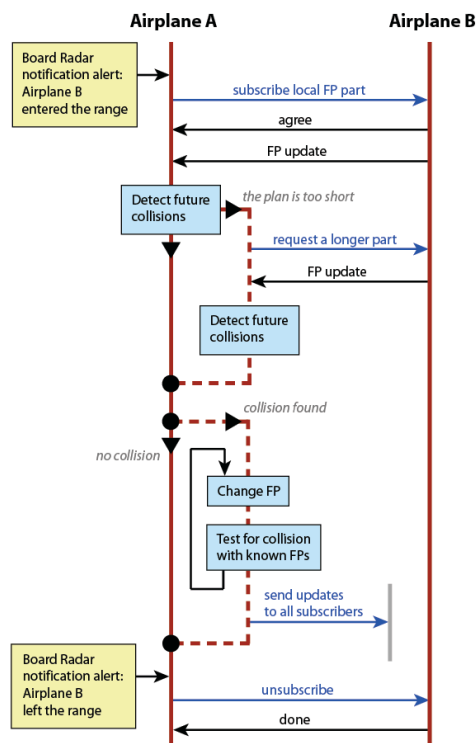 Airplane A
Airplane B
Board Radar
notification alert:
Airplane B
entered the range
subscribe local FP part
agree
FP update
Detect future
collisions
the plan is too short
request a longer part
FP update
Detect future
collisions
collision found
no collision
Change FP
Test for collision
with known FPs
send updates
to all subscribers
Board Radar
notification alert:
Airplane B
left the range
unsubscribe
done